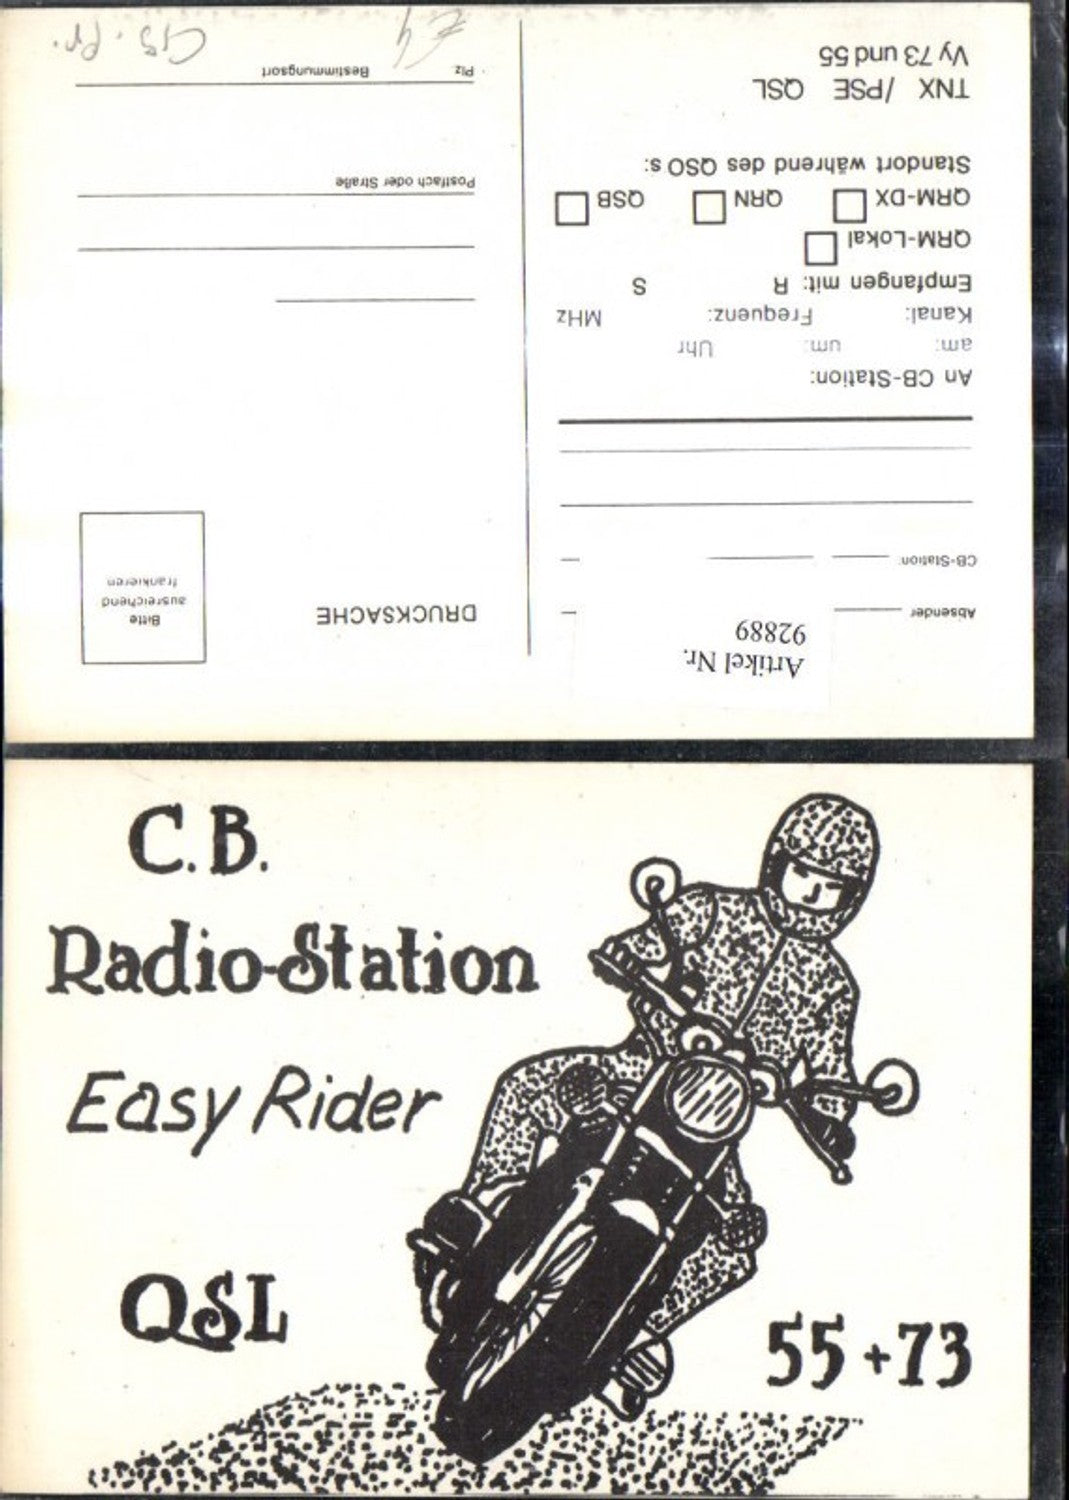 Artikel Nr.
92889
Absender
CB-Station:
An CB-Station:
am: um: Uhr
Kanal: Frequenz: MHz
Empfangen mit: R S
QRM-Lokal
QRM-DX QRN QSB
Standort während des QSO s:
TNX /PSE QSL
Vy 73 und 55
DRUCKSACHE
Bitte
ausreichend
frankieren
Postfach oder Straße
Plz Bestimmungsort
C.B.
Radio-Station
Easy Rider
QSL
55+73